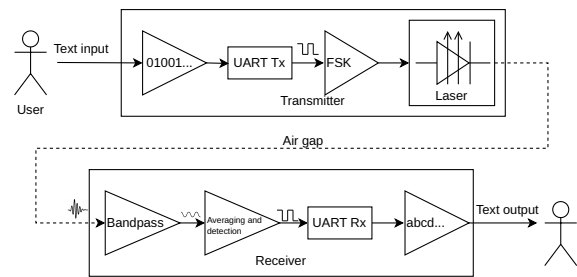 Text input
User
01001...
UART Tx
FSK
Laser
Transmitter
Air gap
Bandpass
Averaging and
detection
UART Rx
abcd...
Text output
Receiver